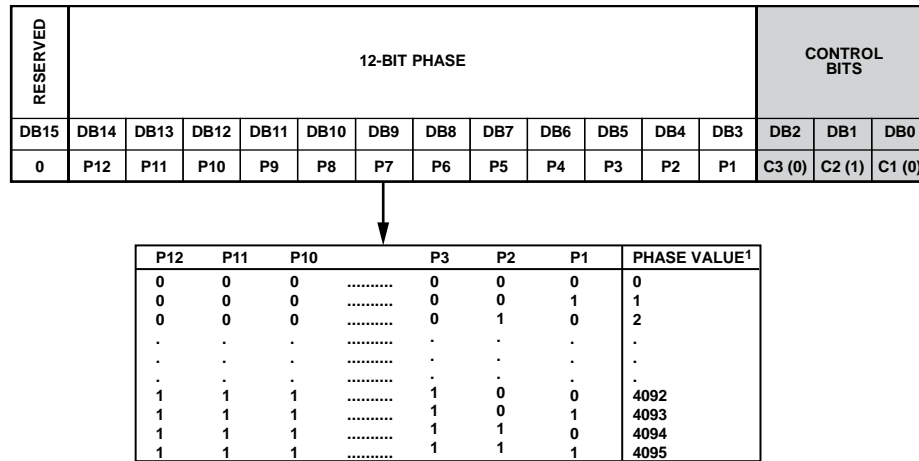 RESERVED 12-BIT PHASE CONTROL
BITS
DB15 DB14 DB13 DB12 DB11 DB10 DB9 DB8 DB7 DB6 DB5 DB4 DB3 DB2 DB1 DB0
0 P12 P11 P10 P9 P8 P7 P6 P5 P4 P3 P2 P1 C3 (0) C2 (1) C1 (0)
P12 P11 P10 P3 P2 P1 PHASE VALUE1
0 0 0 .......... 0 0 0 0
0 0 0 .......... 0 0 1 1
0 0 0 .......... 0 1 0 2
. . . .......... . . . .
. . . .......... . . . .
. . . .......... . . . .
1 1 1 .......... 1 0 0 4092
1 1 1 .......... 1 0 1 4093
1 1 1 .......... 1 1 0 4094
1 1 1 .......... 1 1 1 4095